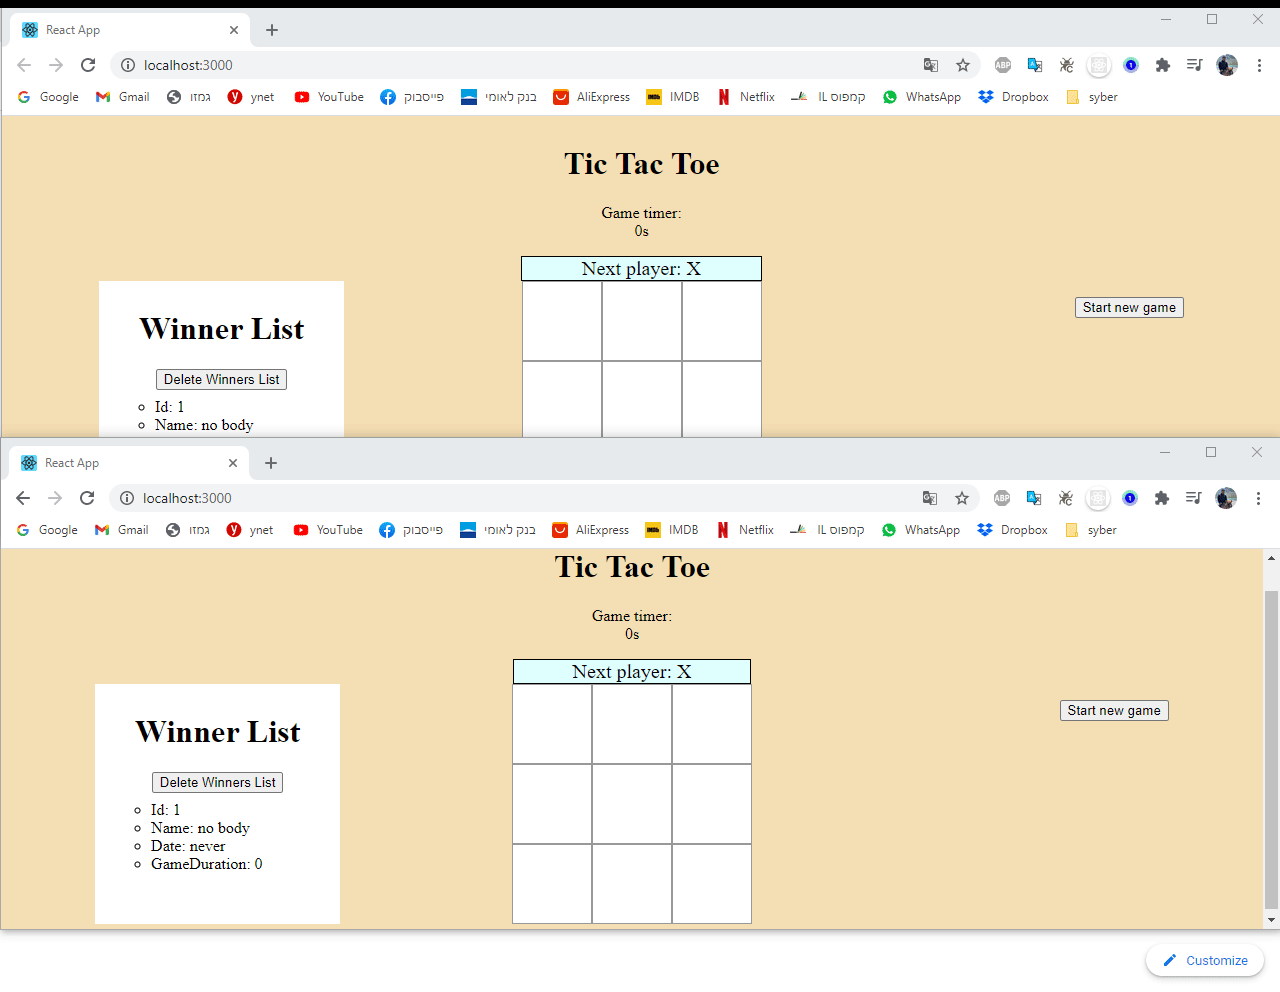 React App
localhost:3000
Google Gmail גמזו ynet YouTube פייסבוק בנק לאומי AliExpress IMDB Netflix קמפוס IL WhatsApp Dropbox syber
Tic Tac Toe
Game timer:
0s
Next player: X
Start new game
Winner List
Delete Winners List
Id: 1
Name: no body
React App
localhost:3000
Google Gmail גמזו ynet YouTube פייסבוק בנק לאומי AliExpress IMDB Netflix קמפוס IL WhatsApp Dropbox syber
Tic Tac Toe
Game timer:
0s
Next player: X
Start new game
Winner List
Delete Winners List
Id: 1
Name: no body
Date: never
GameDuration: 0
Customize